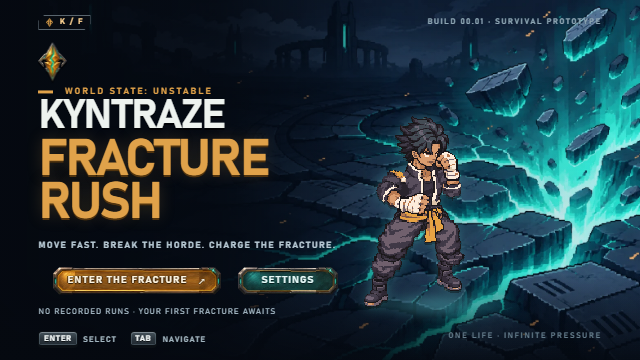 K / F
BUILD 00.01 · SURVIVAL PROTOTYPE
WORLD STATE: UNSTABLE
KYNTRAZE
FRACTURE
RUSH
MOVE FAST. BREAK THE HORDE. CHARGE THE FRACTURE.
ENTER THE FRACTURE ↗
SETTINGS
NO RECORDED RUNS · YOUR FIRST FRACTURE AWAITS
ENTER SELECT TAB NAVIGATE
ONE LIFE · INFINITE PRESSURE